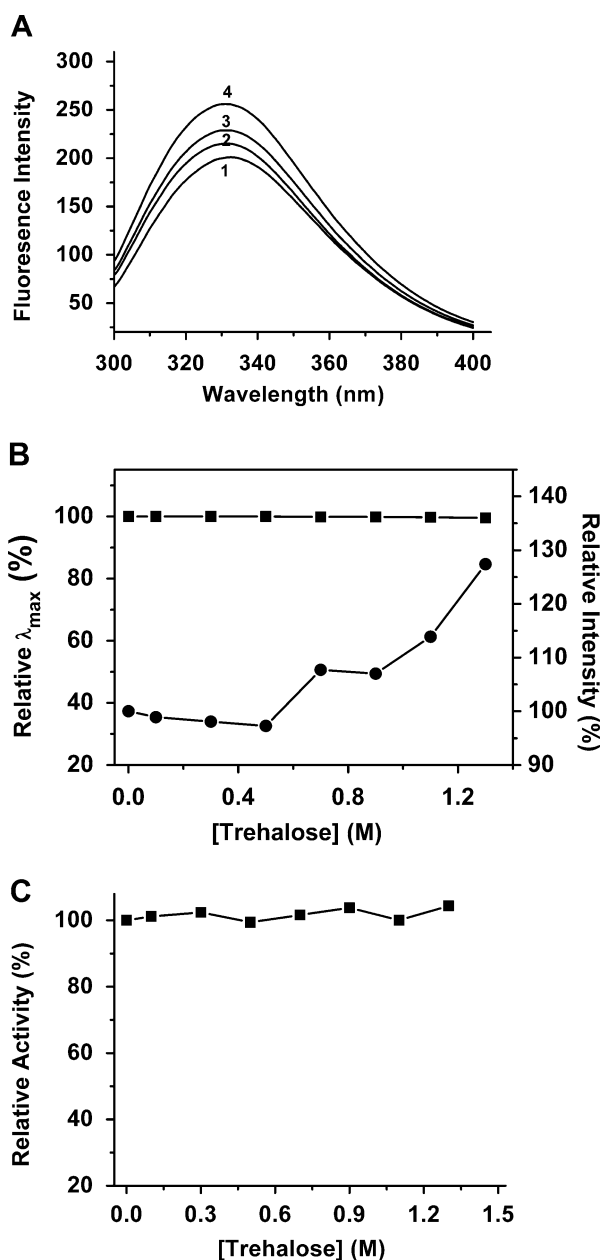 A
300
250
200
150
100
50
Fluoresence Intensity
4
3
2
1
300 320 340 360 380 400
Wavelength (nm)
B
100
80
60
40
20
Relative λmax (%)
140
130
120
110
100
90
Relative Intensity (%)
0.0 0.4 0.8 1.2
[Trehalose] (M)
C
100
80
60
40
20
Relative Activity (%)
0.0 0.3 0.6 0.9 1.2 1.5
[Trehalose] (M)